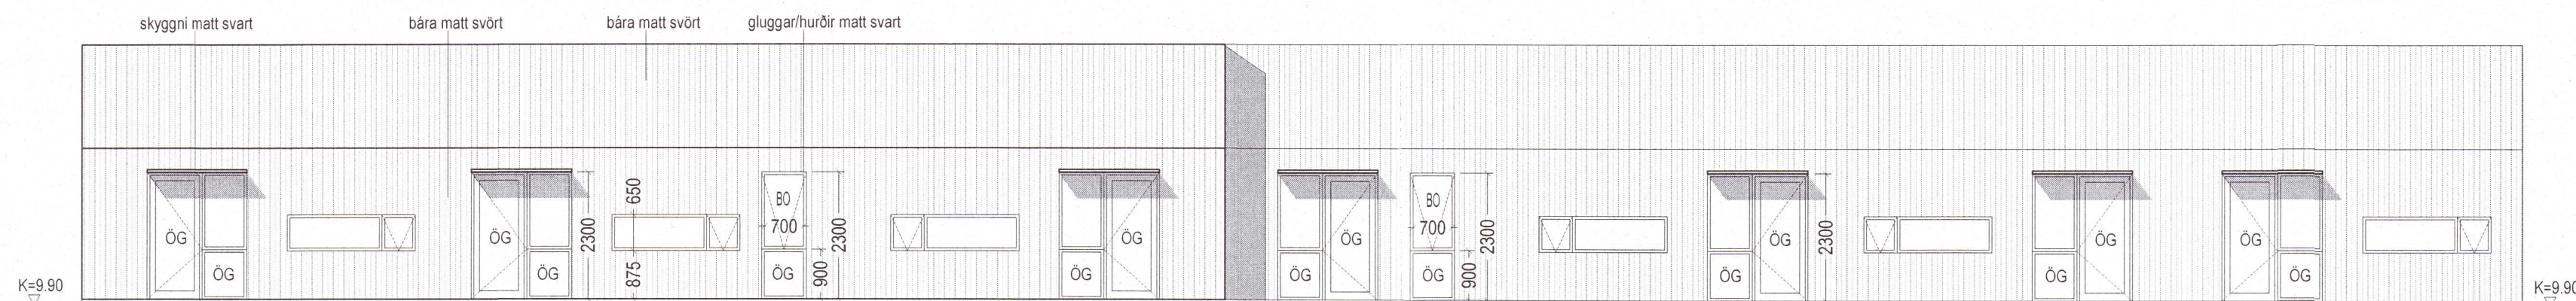 skyggni matt svart
bára matt svört
bára matt svört
gluggar/hurðir matt svart
ÖG
ÖG
ÖG
ÖG
2300
650
875
BO
700
ÖG
900
2300
ÖG
ÖG
ÖG
ÖG
BO
700
ÖG
900
2300
ÖG
ÖG
2300
ÖG
ÖG
ÖG
ÖG
K=9.90
K=9.90